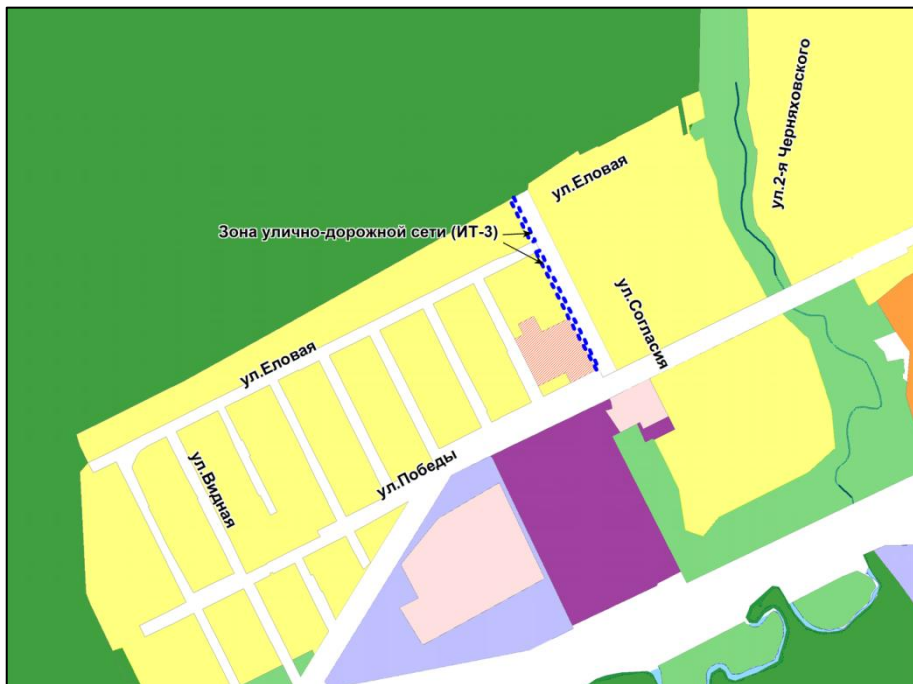 ул.2-я Черняховского
ул.Еловая
Зона улично-дорожной сети (ИТ-3)
ул.Согласия
ул.Еловая
ул.Победы
ул.Видная